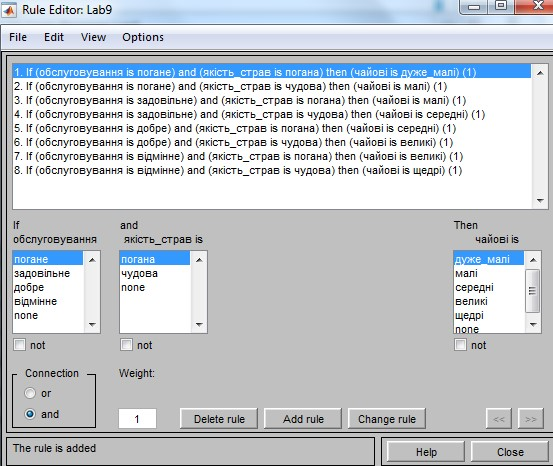 Rule Editor: Lab9
File Edit View Options
1. If (обслуговування is погане) and (якість_страв is погана) then (чайові is дуже_малі) (1)
2. If (обслуговування is погане) and (якість_страв is чудова) then (чайові is малі) (1)
3. If (обслуговування is задовільне) and (якість_страв is погана) then (чайові is малі) (1)
4. If (обслуговування is задовільне) and (якість_страв is чудова) then (чайові is середні) (1)
5. If (обслуговування is добре) and (якість_страв is погана) then (чайові is середні) (1)
6. If (обслуговування is добре) and (якість_страв is чудова) then (чайові is великі) (1)
7. If (обслуговування is відмінне) and (якість_страв is погана) then (чайові is великі) (1)
8. If (обслуговування is відмінне) and (якість_страв is чудова) then (чайові is щедрі) (1)
If and Then
обслуговування якість_страв is чайові is
погане погана дуже_малі
задовільне чудова малі
добре none середні
відмінне великі
none щедрі
none
not not not
Connection Weight:
or
and 1 Delete rule Add rule Change rule << >>
The rule is added Help Close